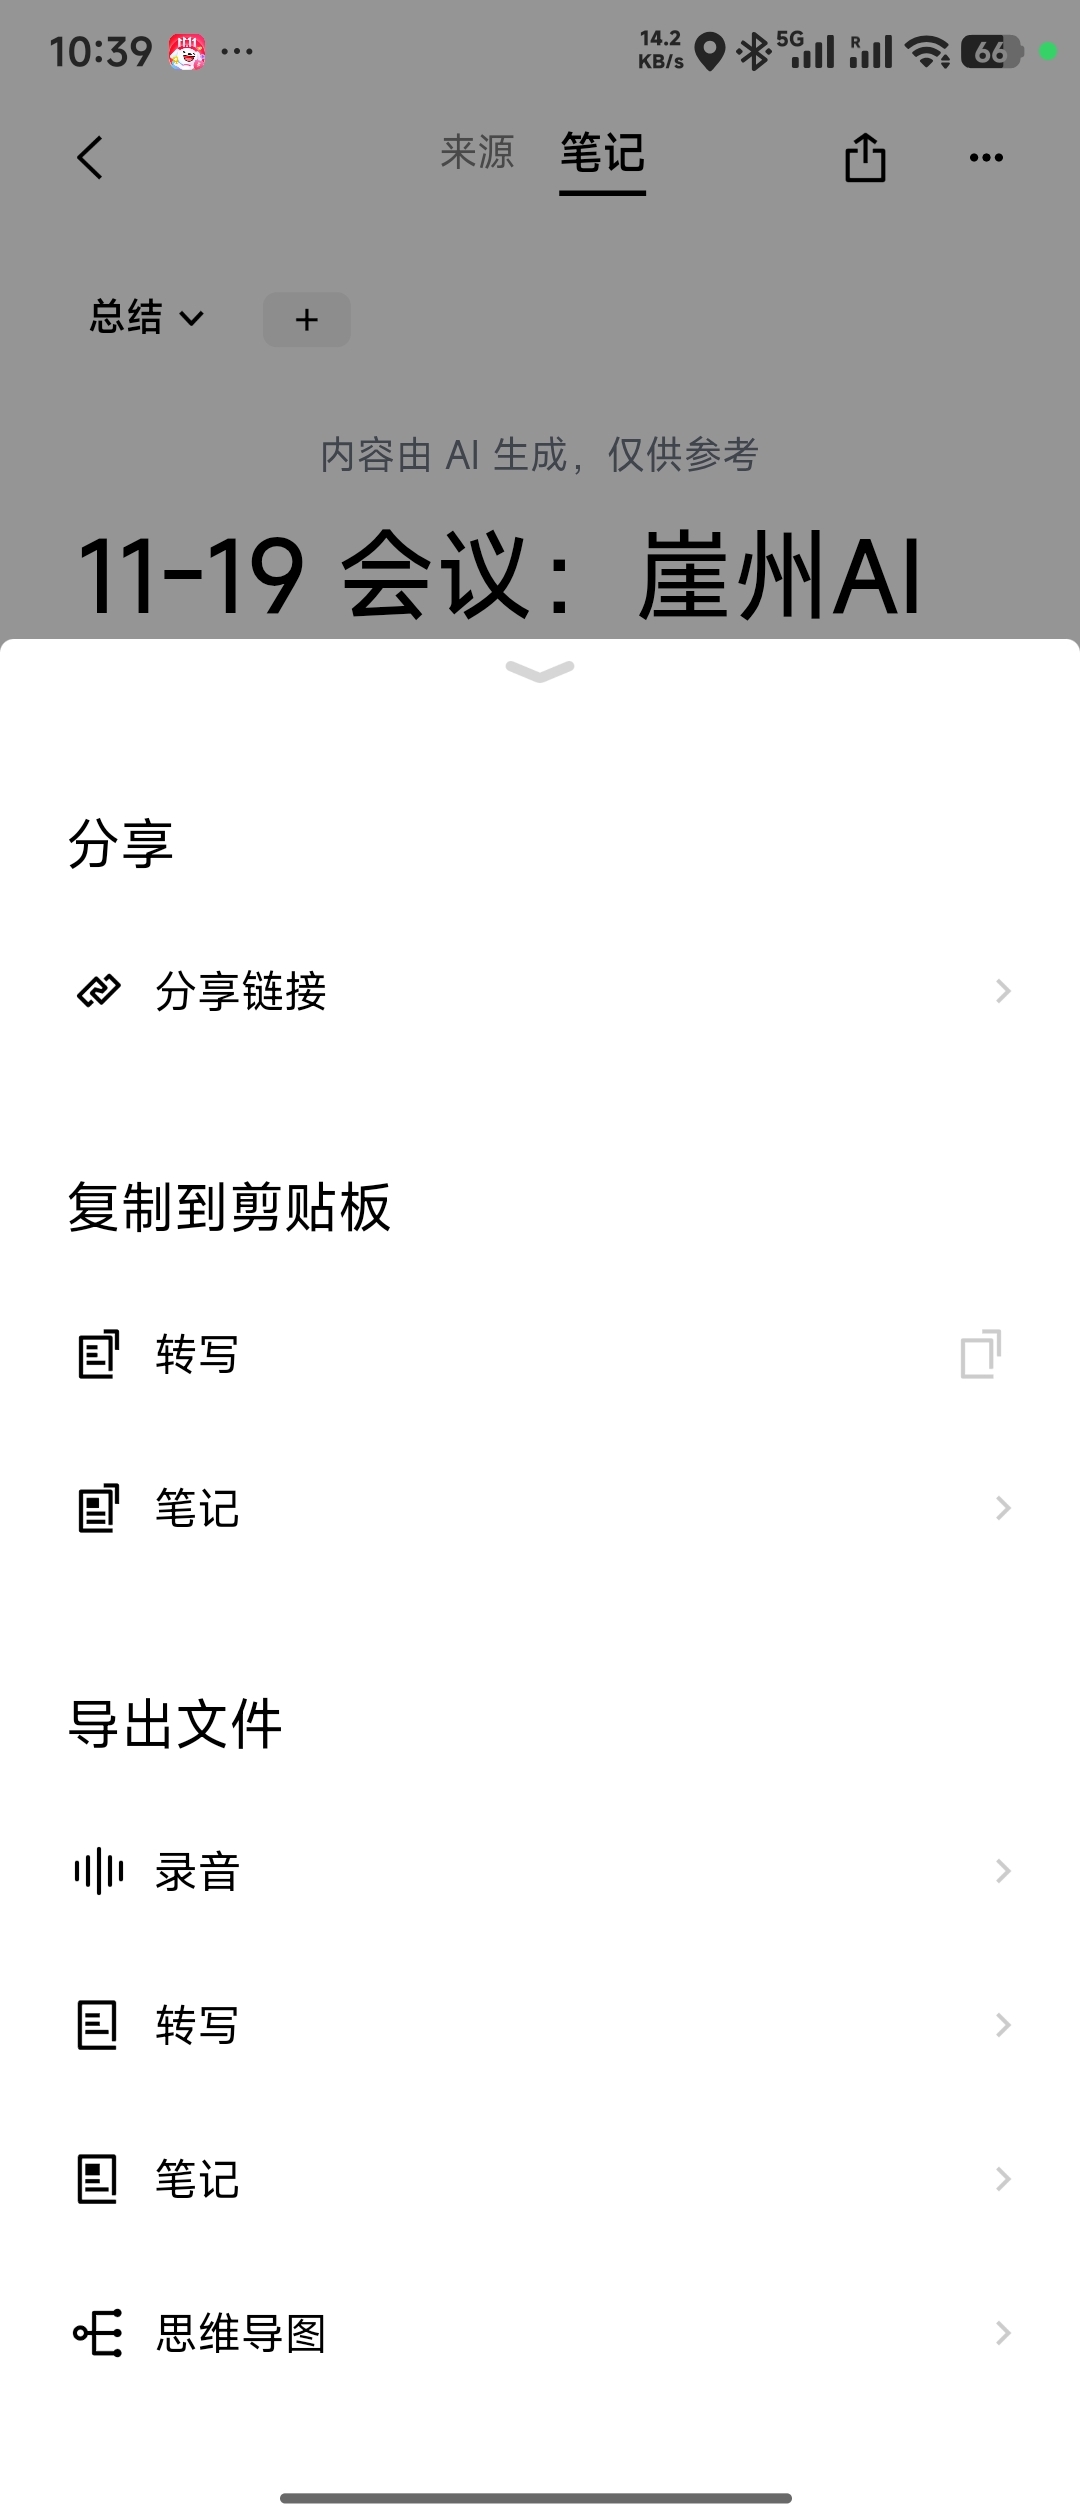 10:39
14.2 KB/s 5G R 66
来源 笔记
总结
内容由 AI 生成，仅供参考
11-19 会议：崖州AI
分享
分享链接
复制到剪贴板
转写
笔记
导出文件
录音
转写
笔记
思维导图